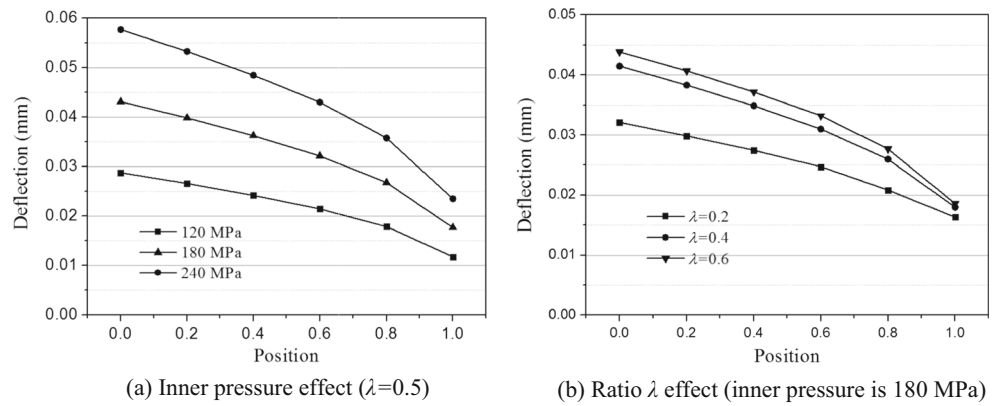 0.06
0.05
0.04
0.03
0.02
0.01
0.00
Deflection (mm)
120 MPa
180 MPa
240 MPa
0.0 0.2 0.4 0.6 0.8 1.0
Position
(a) Inner pressure effect (λ=0.5)
0.05
0.04
0.03
0.02
0.01
0.00
Deflection (mm)
λ=0.2
λ=0.4
λ=0.6
0.0 0.2 0.4 0.6 0.8 1.0
Position
(b) Ratio λ effect (inner pressure is 180 MPa)